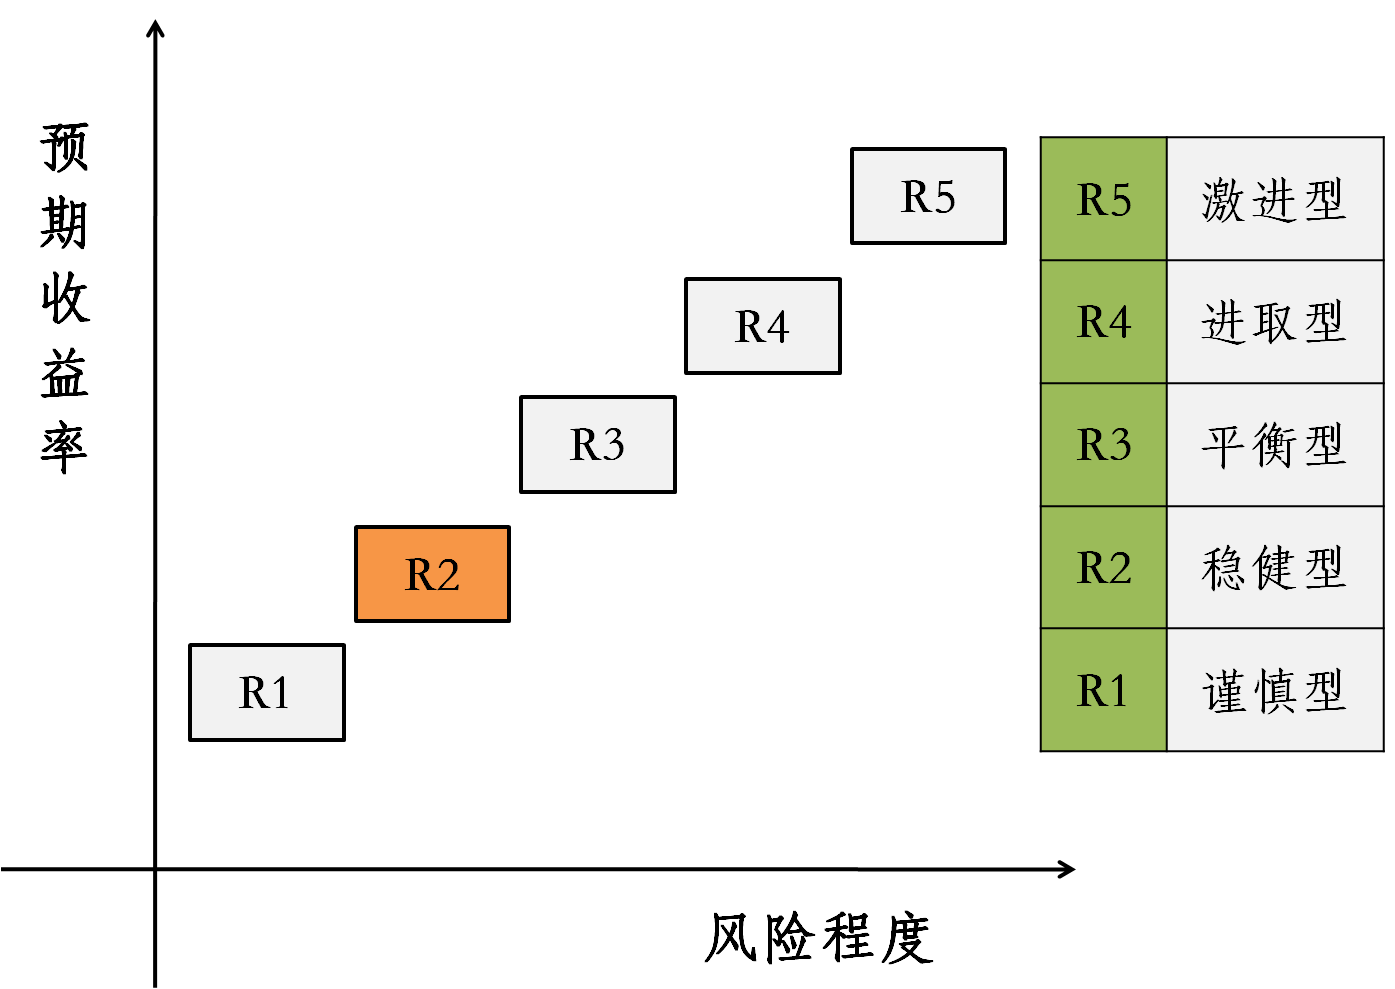 预期收益率
R5
R4
R3
R2
R1
风险程度
R5 激进型
R4 进取型
R3 平衡型
R2 稳健型
R1 谨慎型